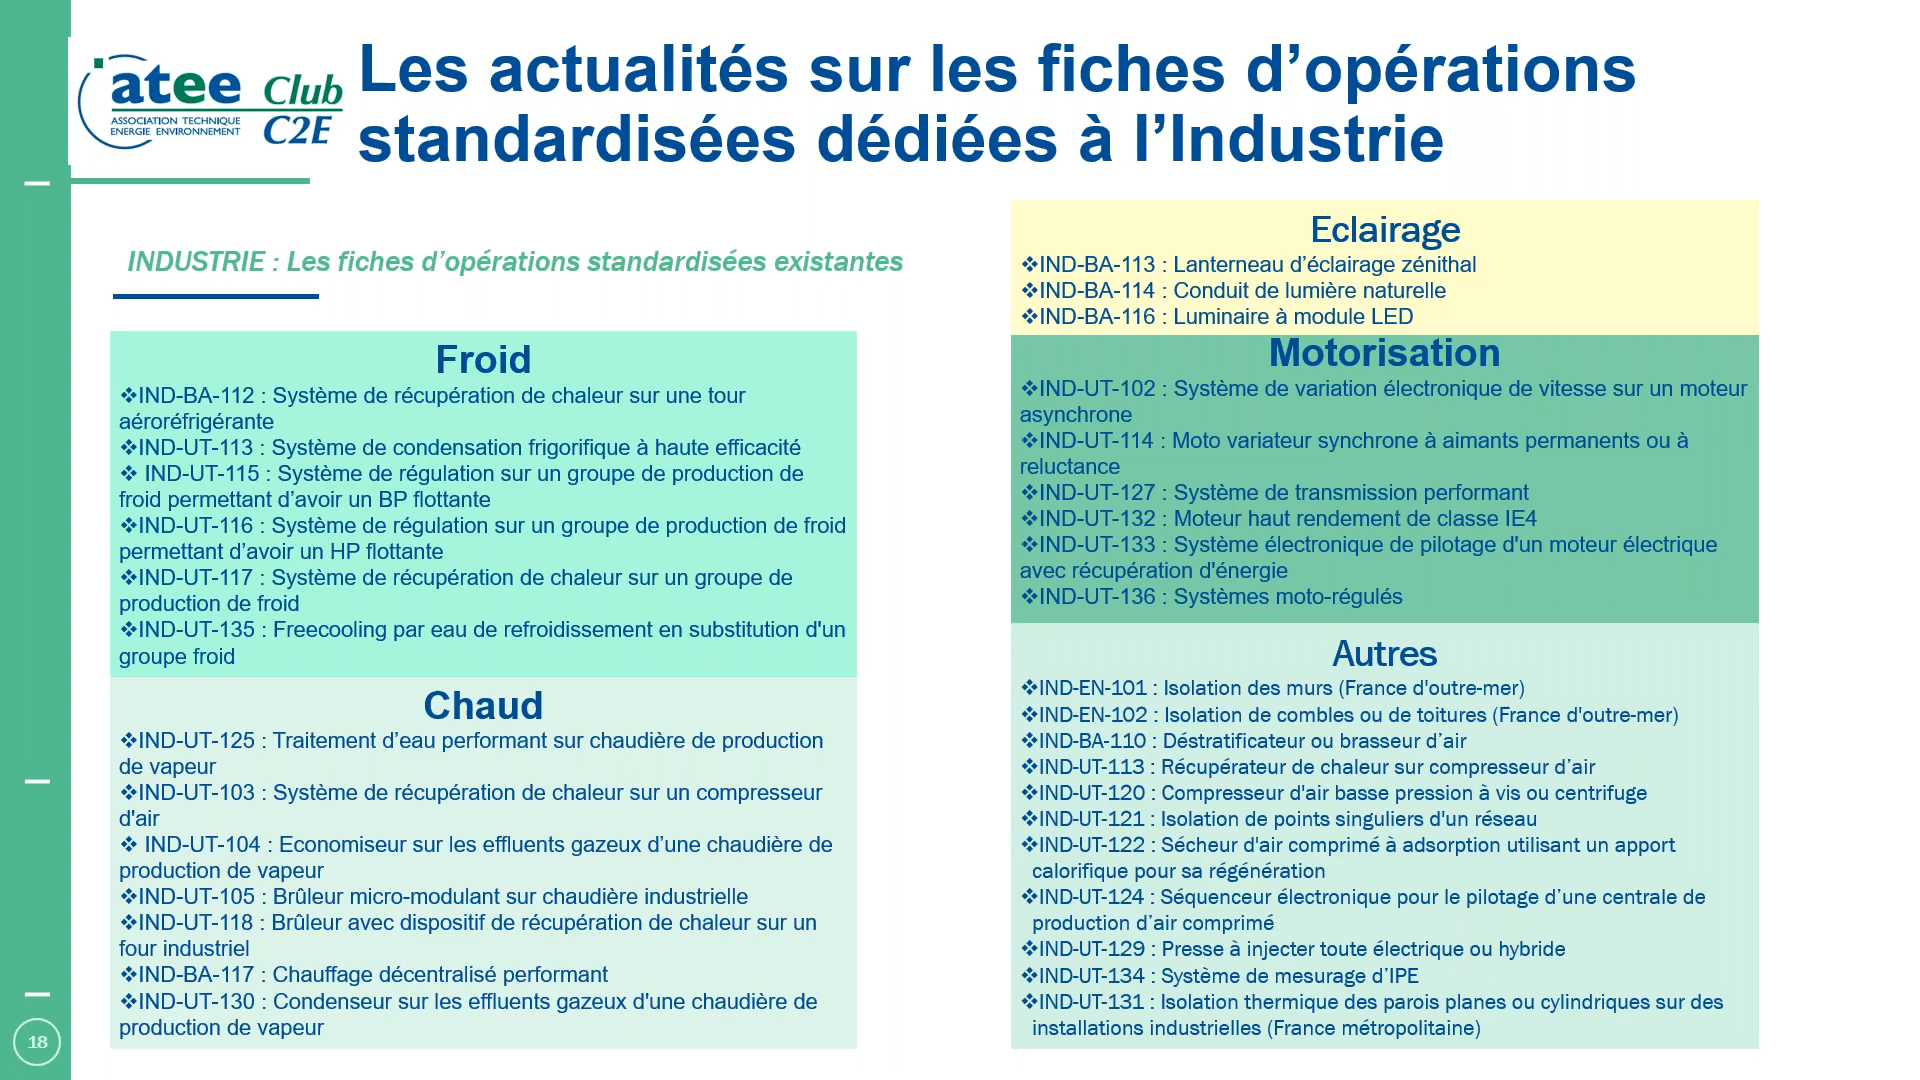 atee Club
ASSOCIATION TECHNIQUE
ENERGIE ENVIRONNEMENT
C2E
Les actualités sur les fiches d’opérations
standardisées dédiées à l’Industrie
INDUSTRIE : Les fiches d’opérations standardisées existantes
Froid
❖IND-BA-112 : Système de récupération de chaleur sur une tour
aéroréfrigérante
❖IND-UT-113 : Système de condensation frigorifique à haute efficacité
❖ IND-UT-115 : Système de régulation sur un groupe de production de
froid permettant d’avoir un BP flottante
❖IND-UT-116 : Système de régulation sur un groupe de production de froid
permettant d’avoir un HP flottante
❖IND-UT-117 : Système de récupération de chaleur sur un groupe de
production de froid
❖IND-UT-135 : Freecooling par eau de refroidissement en substitution d'un
groupe froid
Chaud
❖IND-UT-125 : Traitement d’eau performant sur chaudière de production
de vapeur
❖IND-UT-103 : Système de récupération de chaleur sur un compresseur
d'air
❖ IND-UT-104 : Economiseur sur les effluents gazeux d’une chaudière de
production de vapeur
❖IND-UT-105 : Brûleur micro-modulant sur chaudière industrielle
❖IND-UT-118 : Brûleur avec dispositif de récupération de chaleur sur un
four industriel
❖IND-BA-117 : Chauffage décentralisé performant
❖IND-UT-130 : Condenseur sur les effluents gazeux d'une chaudière de
production de vapeur
Eclairage
❖IND-BA-113 : Lanterneau d’éclairage zénithal
❖IND-BA-114 : Conduit de lumière naturelle
❖IND-BA-116 : Luminaire à module LED
Motorisation
❖IND-UT-102 : Système de variation électronique de vitesse sur un moteur
asynchrone
❖IND-UT-114 : Moto variateur synchrone à aimants permanents ou à
reluctance
❖IND-UT-127 : Système de transmission performant
❖IND-UT-132 : Moteur haut rendement de classe IE4
❖IND-UT-133 : Système électronique de pilotage d'un moteur électrique
avec récupération d'énergie
❖IND-UT-136 : Systèmes moto-régulés
Autres
❖IND-EN-101 : Isolation des murs (France d'outre-mer)
❖IND-EN-102 : Isolation de combles ou de toitures (France d'outre-mer)
❖IND-BA-110 : Déstratificateur ou brasseur d’air
❖IND-UT-113 : Récupérateur de chaleur sur compresseur d’air
❖IND-UT-120 : Compresseur d'air basse pression à vis ou centrifuge
❖IND-UT-121 : Isolation de points singuliers d'un réseau
❖IND-UT-122 : Sécheur d'air comprimé à adsorption utilisant un apport
calorifique pour sa régénération
❖IND-UT-124 : Séquenceur électronique pour le pilotage d’une centrale de
production d’air comprimé
❖IND-UT-129 : Presse à injecter toute électrique ou hybride
❖IND-UT-134 : Système de mesurage d’IPE
❖IND-UT-131 : Isolation thermique des parois planes ou cylindriques sur des
installations industrielles (France métropolitaine)
18